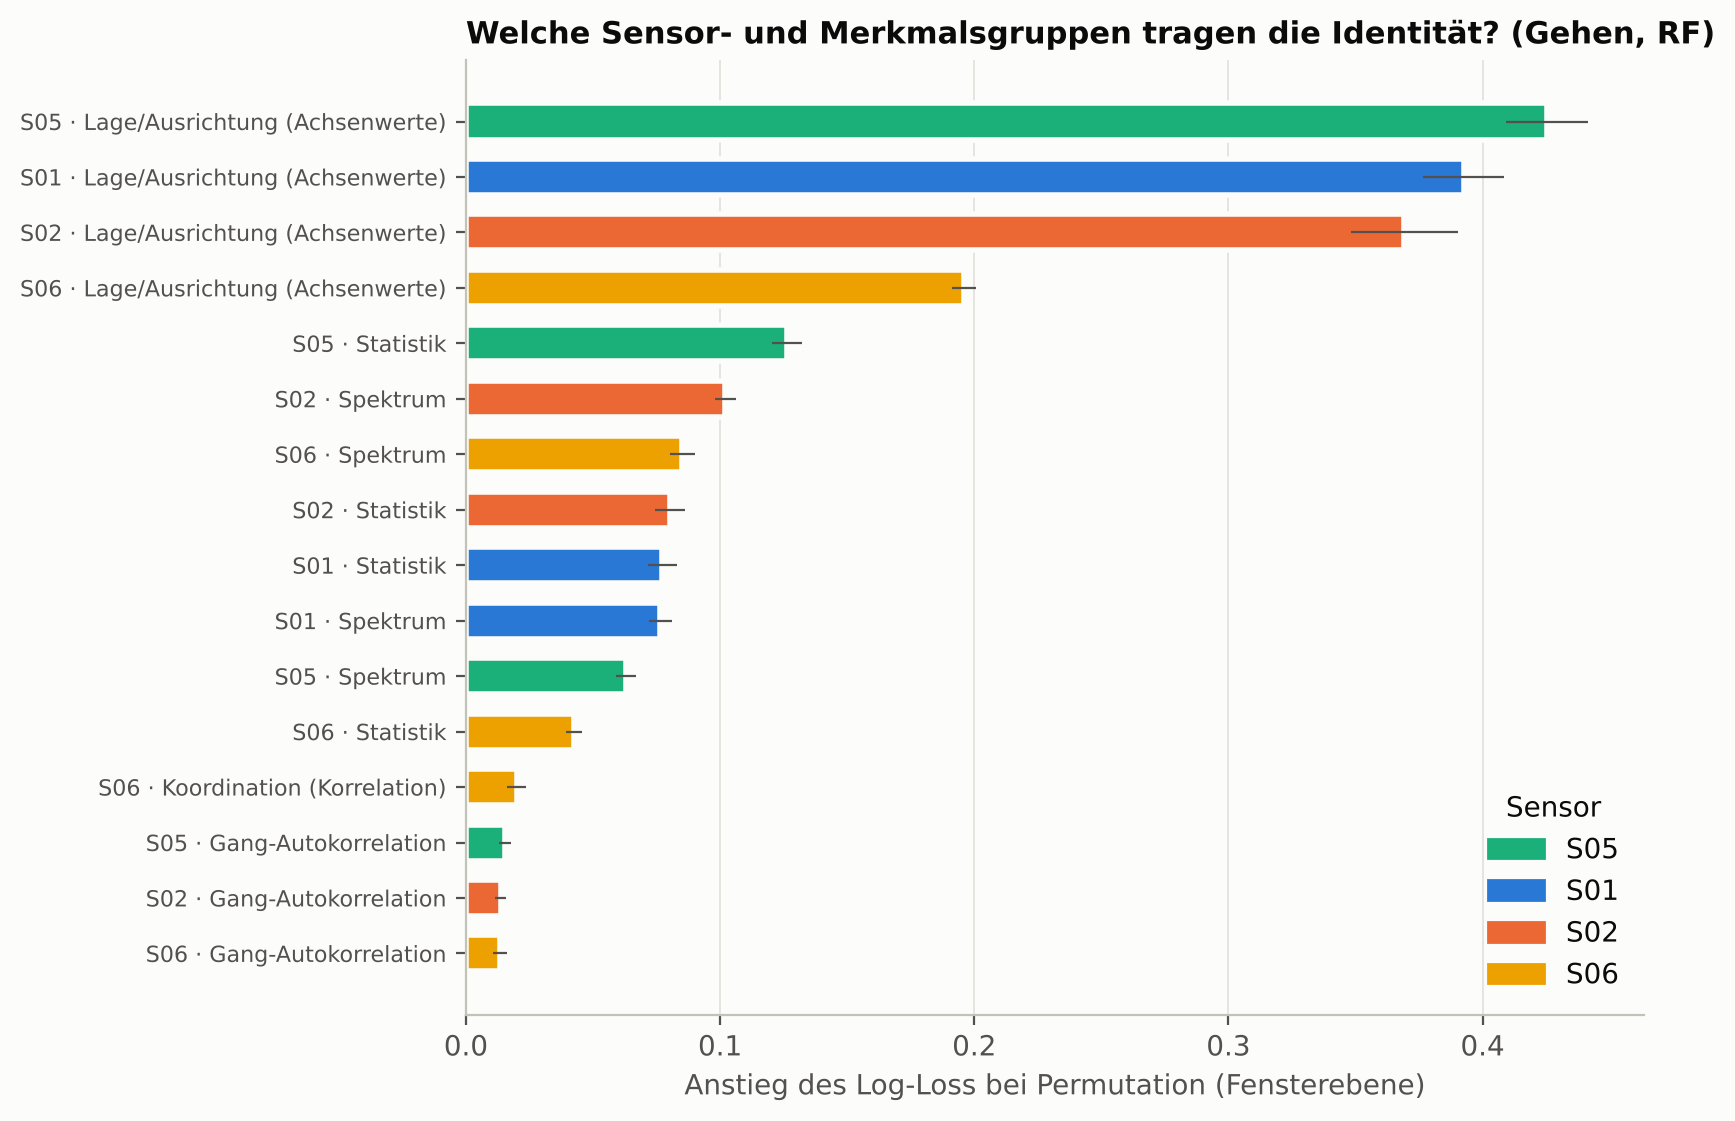 Welche Sensor- und Merkmalsgruppen tragen die Identität? (Gehen, RF)
S05 · Lage/Ausrichtung (Achsenwerte)
S01 · Lage/Ausrichtung (Achsenwerte)
S02 · Lage/Ausrichtung (Achsenwerte)
S06 · Lage/Ausrichtung (Achsenwerte)
S05 · Statistik
S02 · Spektrum
S06 · Spektrum
S02 · Statistik
S01 · Statistik
S01 · Spektrum
S05 · Spektrum
S06 · Statistik
S06 · Koordination (Korrelation)
S05 · Gang-Autokorrelation
S02 · Gang-Autokorrelation
S06 · Gang-Autokorrelation
Sensor
S05
S01
S02
S06
0.0 0.1 0.2 0.3 0.4
Anstieg des Log-Loss bei Permutation (Fensterebene)